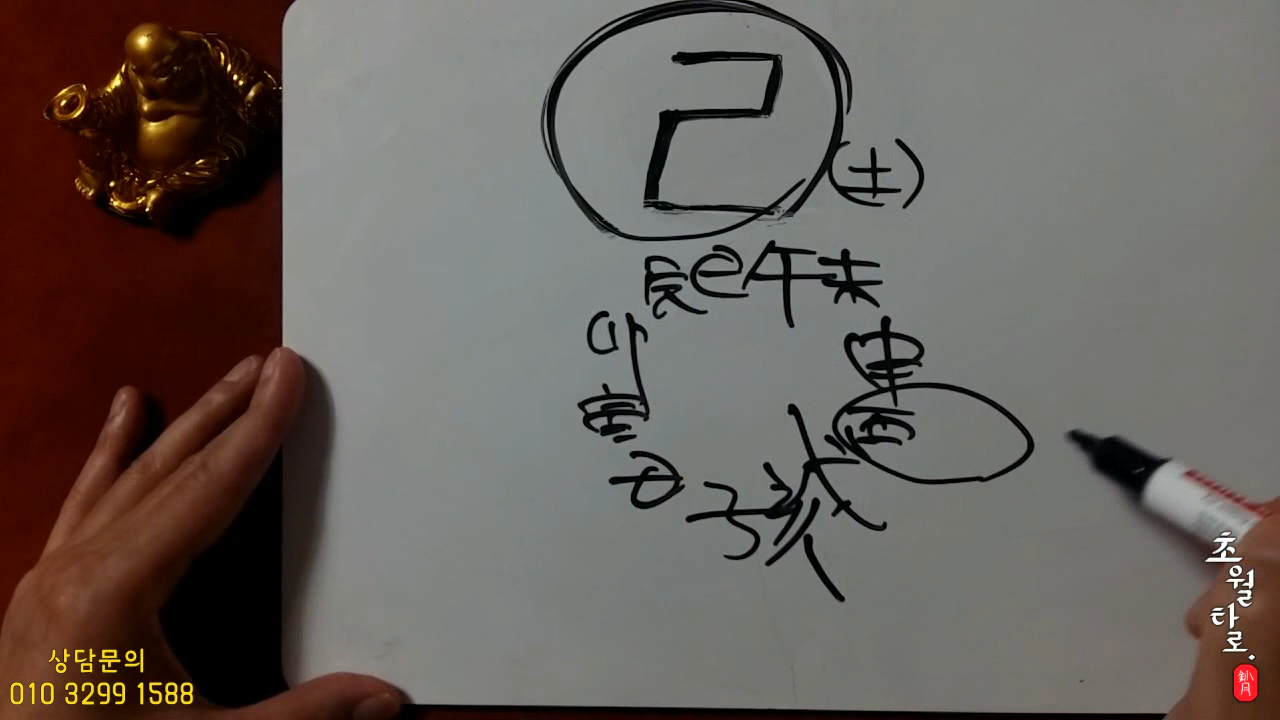 己
(土)
辰巳午未
卯 申
寅 酉
丑 戌
子亥
초월타로.
상담문의
010 3299 1588